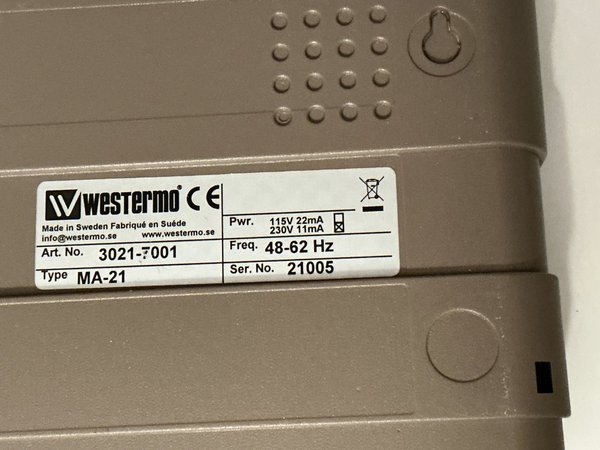 WESTERMO CE
Made in Sweden Fabriqué en Suéde
info@westermo.se www.westermo.se
Art. No. 3021-7001
Type MA-21
Pwr. 115V 22mA
230V 11mA
Freq. 48-62 Hz
Ser. No. 21005